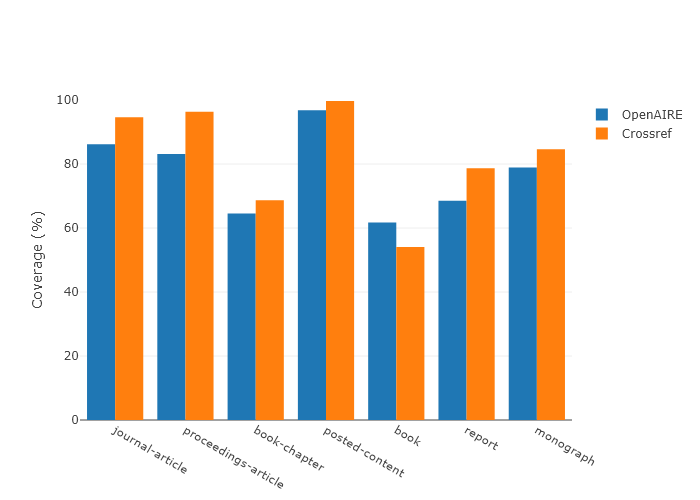 100
80
60
40
20
0
Coverage (%)
journal-article
proceedings-article
book-chapter
posted-content
book
report
monograph
OpenAIRE
Crossref